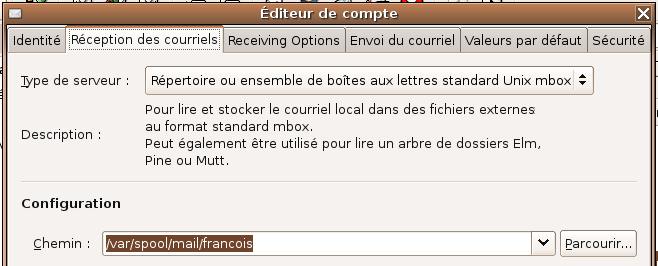 Éditeur de compte
Identité Réception des courriels Receiving Options Envoi du courriel Valeurs par défaut Sécurité
Type de serveur : Répertoire ou ensemble de boîtes aux lettres standard Unix mbox
Description : Pour lire et stocker le courriel local dans des fichiers externes
au format standard mbox.
Peut également être utilisé pour lire un arbre de dossiers Elm,
Pine ou Mutt.
Configuration
Chemin : /var/spool/mail/francois Parcourir...